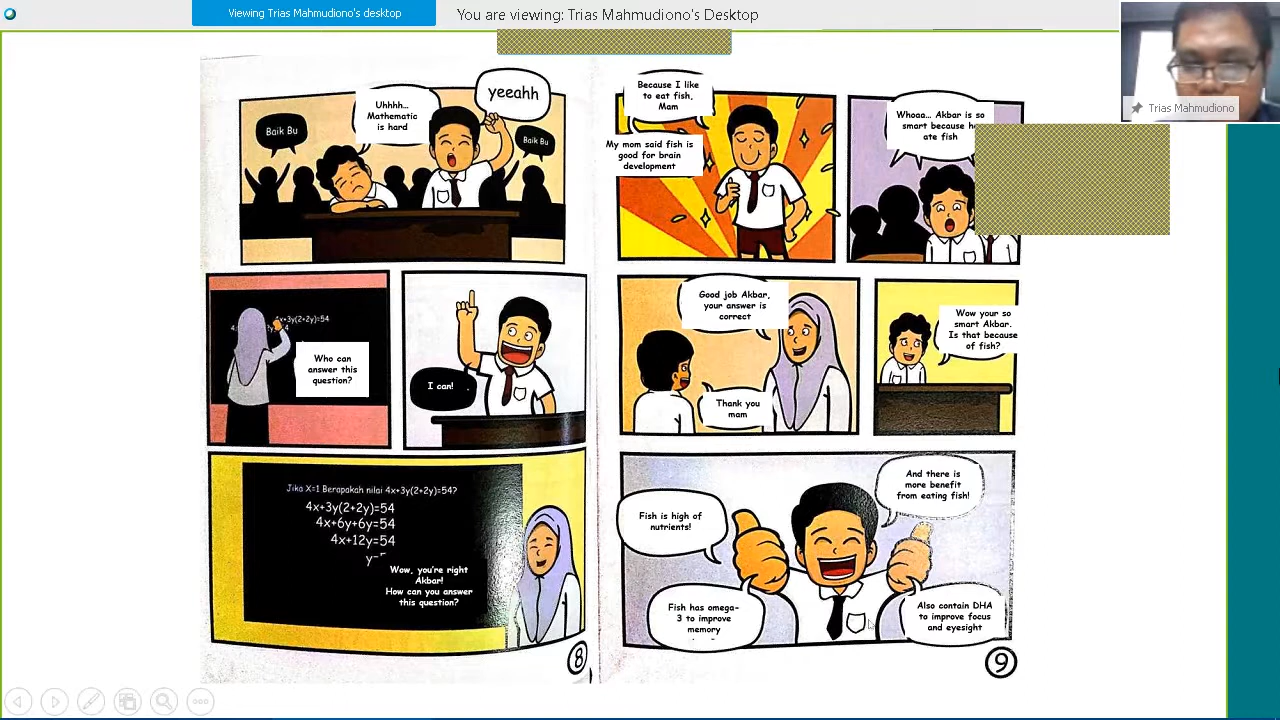 Viewing Trias Mahmudiono's desktop
You are viewing: Trias Mahmudiono's Desktop
Trias Mahmudiono
Baik Bu
Uhhhh...
Mathematic
is hard
yeeahh
Baik Bu
Who can
answer this
question?
I can!
Jika X=1 Berapakah nilai 4x+3y(2+2y)=54?
4x+3y(2+2y)=54
4x+6y+6y=54
4x+12y=54
Wow, you're right
Akbar!
How can you answer
this question?
8
Because I like
to eat fish,
Mam
My mom said fish is
good for brain
development
Whoaa... Akbar is so
smart because
ate fish
Good job Akbar,
your answer is
correct
Thank you
mam
Wow your so
smart Akbar.
Is that because
of fish?
Fish is high of
nutrients!
And there is
more benefit
from eating fish!
Fish has omega-
3 to improve
memory
Also contain DHA
to improve focus
and eyesight
9